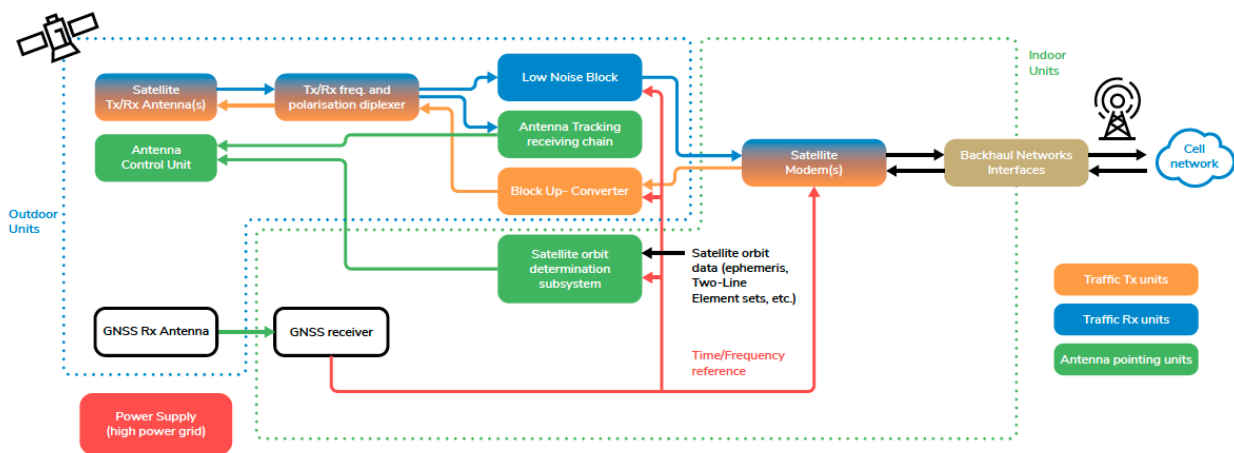 Indoor
Units
Satellite
Tx/Rx Antenna(s)
Tx/Rx freq. and
polarisation diplexer
Low Noise Block
Antenna
Control Unit
Antenna Tracking
receiving chain
Satellite
Modem(s)
Backhaul Networks
Interfaces
Cell
network
Block Up- Converter
Outdoor
Units
Satellite orbit
determination
subsystem
Satellite orbit
data (ephemeris,
Two-Line
Element sets, etc.)
Traffic Tx units
GNSS Rx Antenna
GNSS receiver
Traffic Rx units
Time/Frequency
reference
Antenna pointing units
Power Supply
(high power grid)